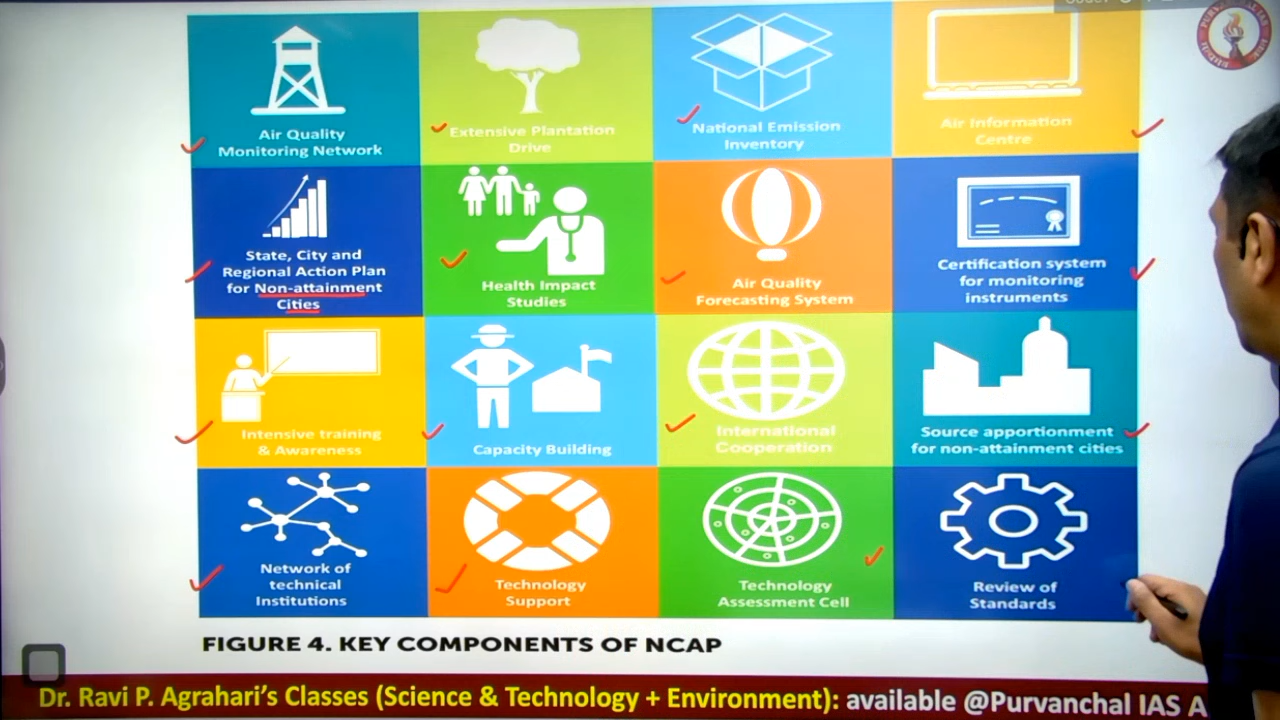 Air Quality
Monitoring Network
Extensive Plantation
Drive
National Emission
Inventory
Air Information
Centre
State, City and
Regional Action Plan
for Non-attainment
Cities
Health Impact
Studies
Air Quality
Forecasting System
Certification system
for monitoring
instruments
Intensive training
& Awareness
Capacity Building
International
Cooperation
Source apportionment
for non-attainment cities
Network of
technical
Institutions
Technology
Support
Technology
Assessment Cell
Review of
Standards
FIGURE 4. KEY COMPONENTS OF NCAP
Dr. Ravi P. Agrahari's Classes (Science & Technology + Environment): available @Purvanchal IAS A